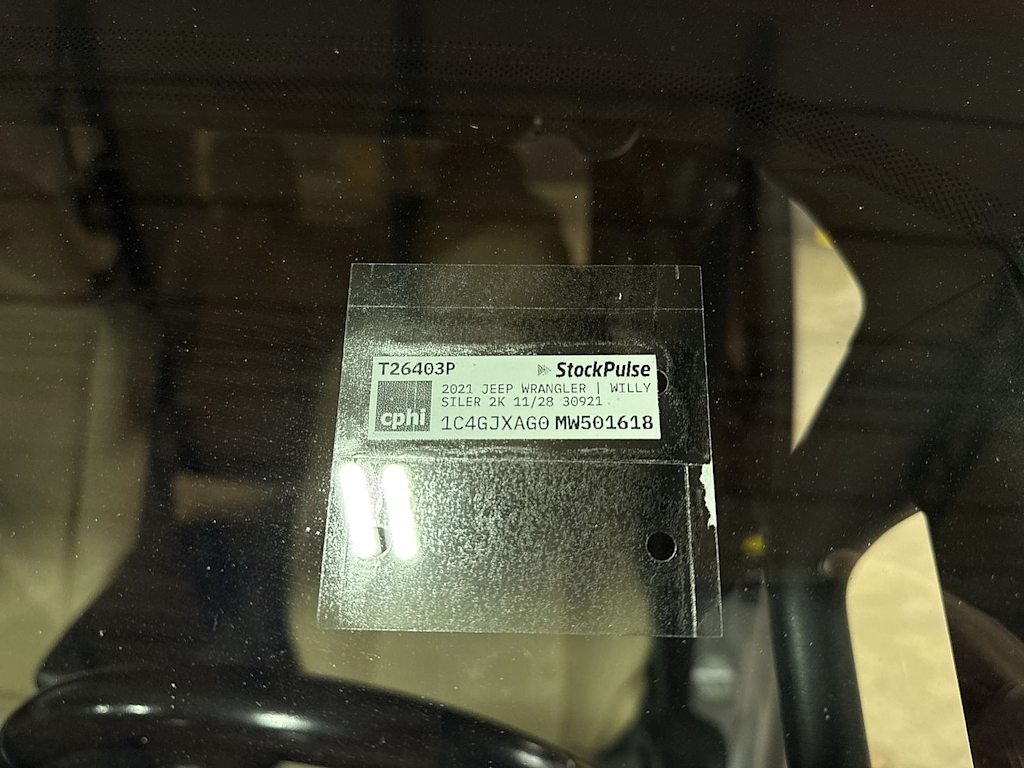 T26403P StockPulse
2021 JEEP WRANGLER | WILLY
SILER 2K 11/28 30921
cphi
1C4GJXAG0 MW501618